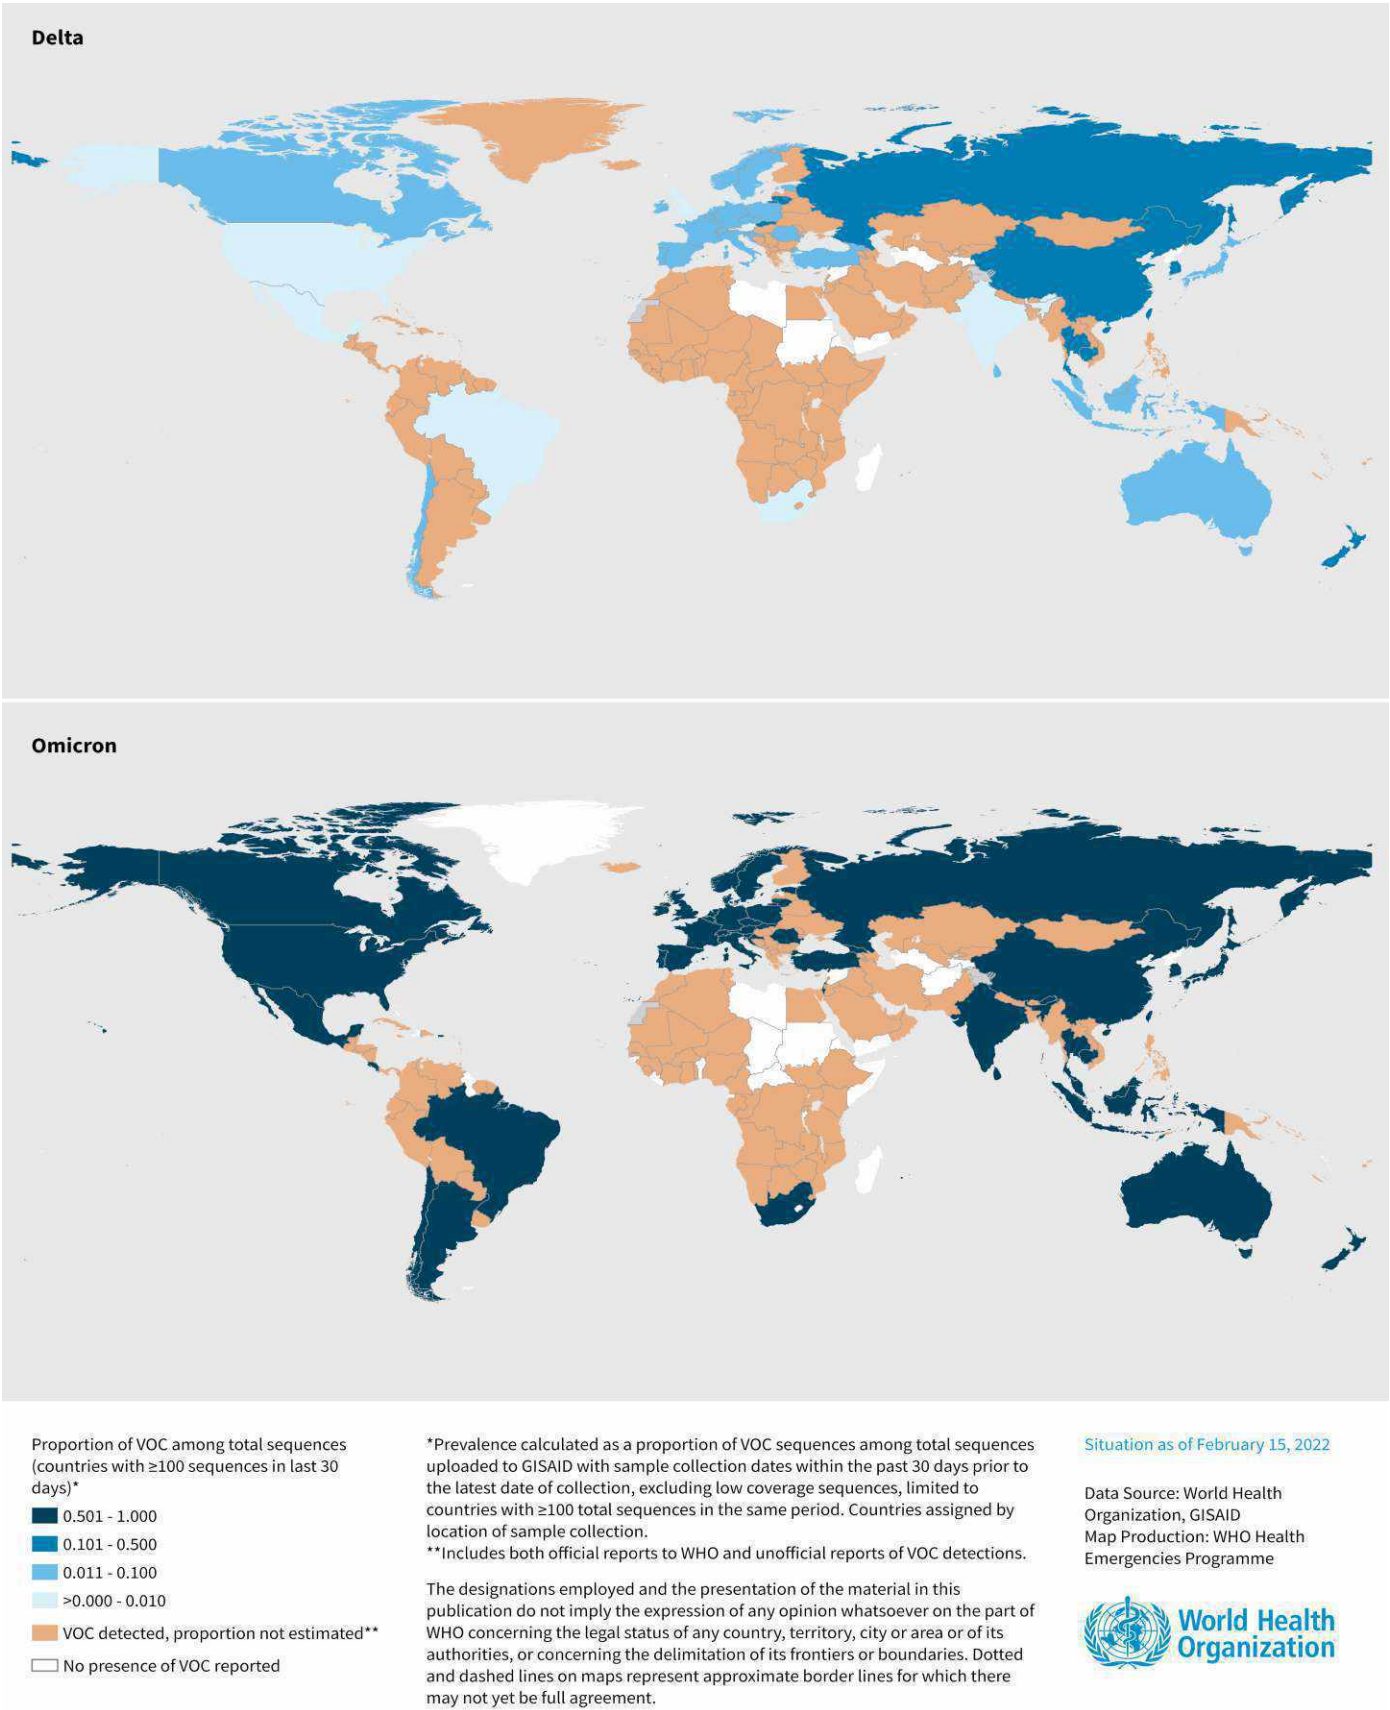 Delta
Omicron
Proportion of VOC among total sequences
(countries with ≥100 sequences in last 30
days)*
0.501 - 1.000
0.101 - 0.500
0.011 - 0.100
>0.000 - 0.010
VOC detected, proportion not estimated**
No presence of VOC reported
*Prevalence calculated as a proportion of VOC sequences among total sequences
uploaded to GISAID with sample collection dates within the past 30 days prior to
the latest date of collection, excluding low coverage sequences, limited to
countries with ≥100 total sequences in the same period. Countries assigned by
location of sample collection.
**Includes both official reports to WHO and unofficial reports of VOC detections.
The designations employed and the presentation of the material in this
publication do not imply the expression of any opinion whatsoever on the part of
WHO concerning the legal status of any country, territory, city or area or of its
authorities, or concerning the delimitation of its frontiers or boundaries. Dotted
and dashed lines on maps represent approximate border lines for which there
may not yet be full agreement.
Situation as of February 15, 2022
Data Source: World Health
Organization, GISAID
Map Production: WHO Health
Emergencies Programme
World Health
Organization